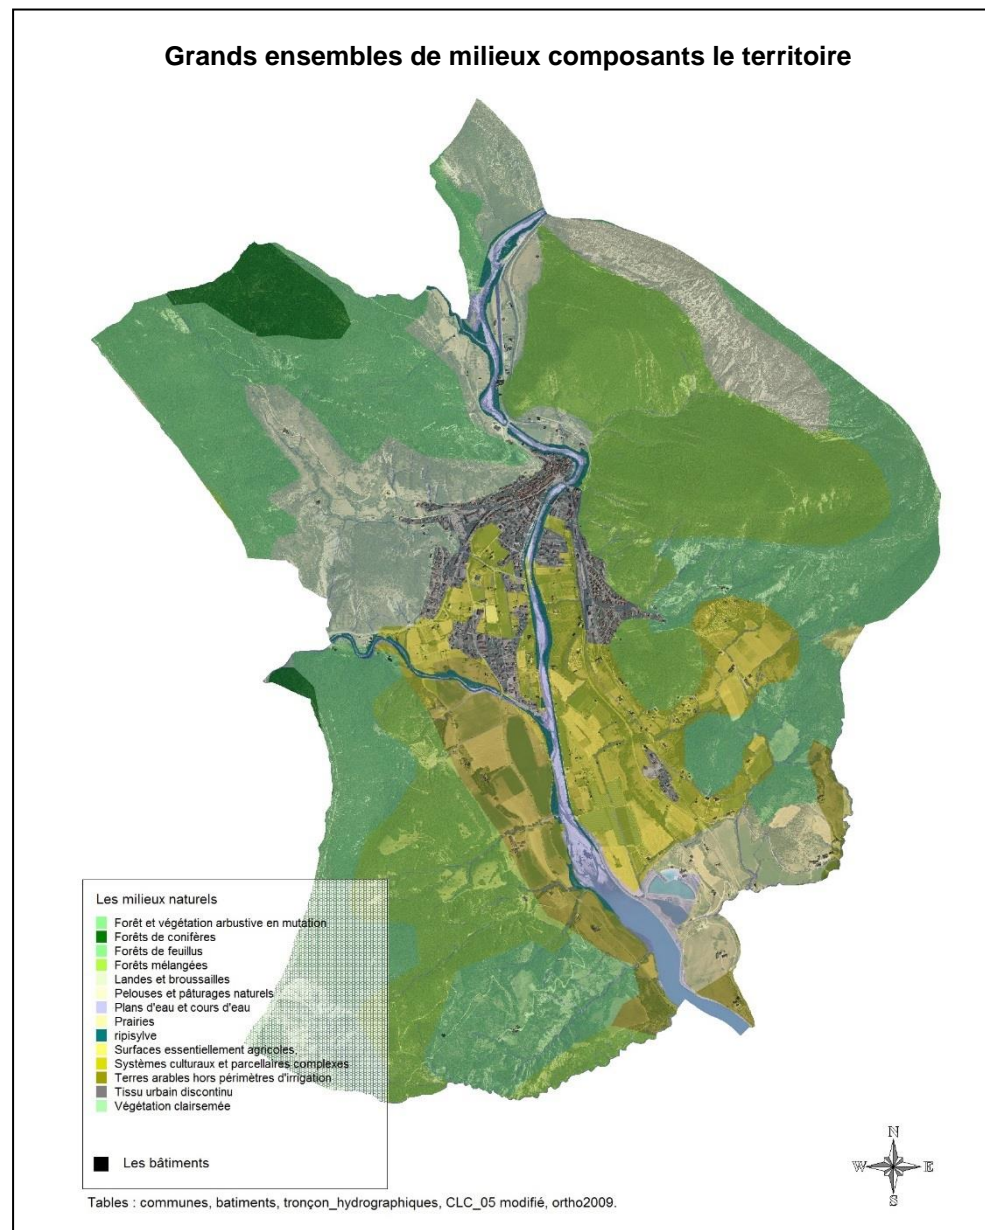 Grands ensembles de milieux composants le territoire
Les milieux naturels
Forêt et végétation arbustive en mutation
Forêts de conifères
Forêts de feuillus
Forêts mélangées
Landes et broussailles
Pelouses et pâturages naturels
Plans d'eau et cours d'eau
Prairies
ripisylve
Surfaces essentiellement agricoles,
Systèmes culturaux et parcellaires complexes
Terres arables hors périmètres d'irrigation
Tissu urbain discontinu
Végétation clairsemée
Les bâtiments
N
W E
S
Tables : communes, batiments, tronçon_hydrographiques, CLC_05 modifié, ortho2009.